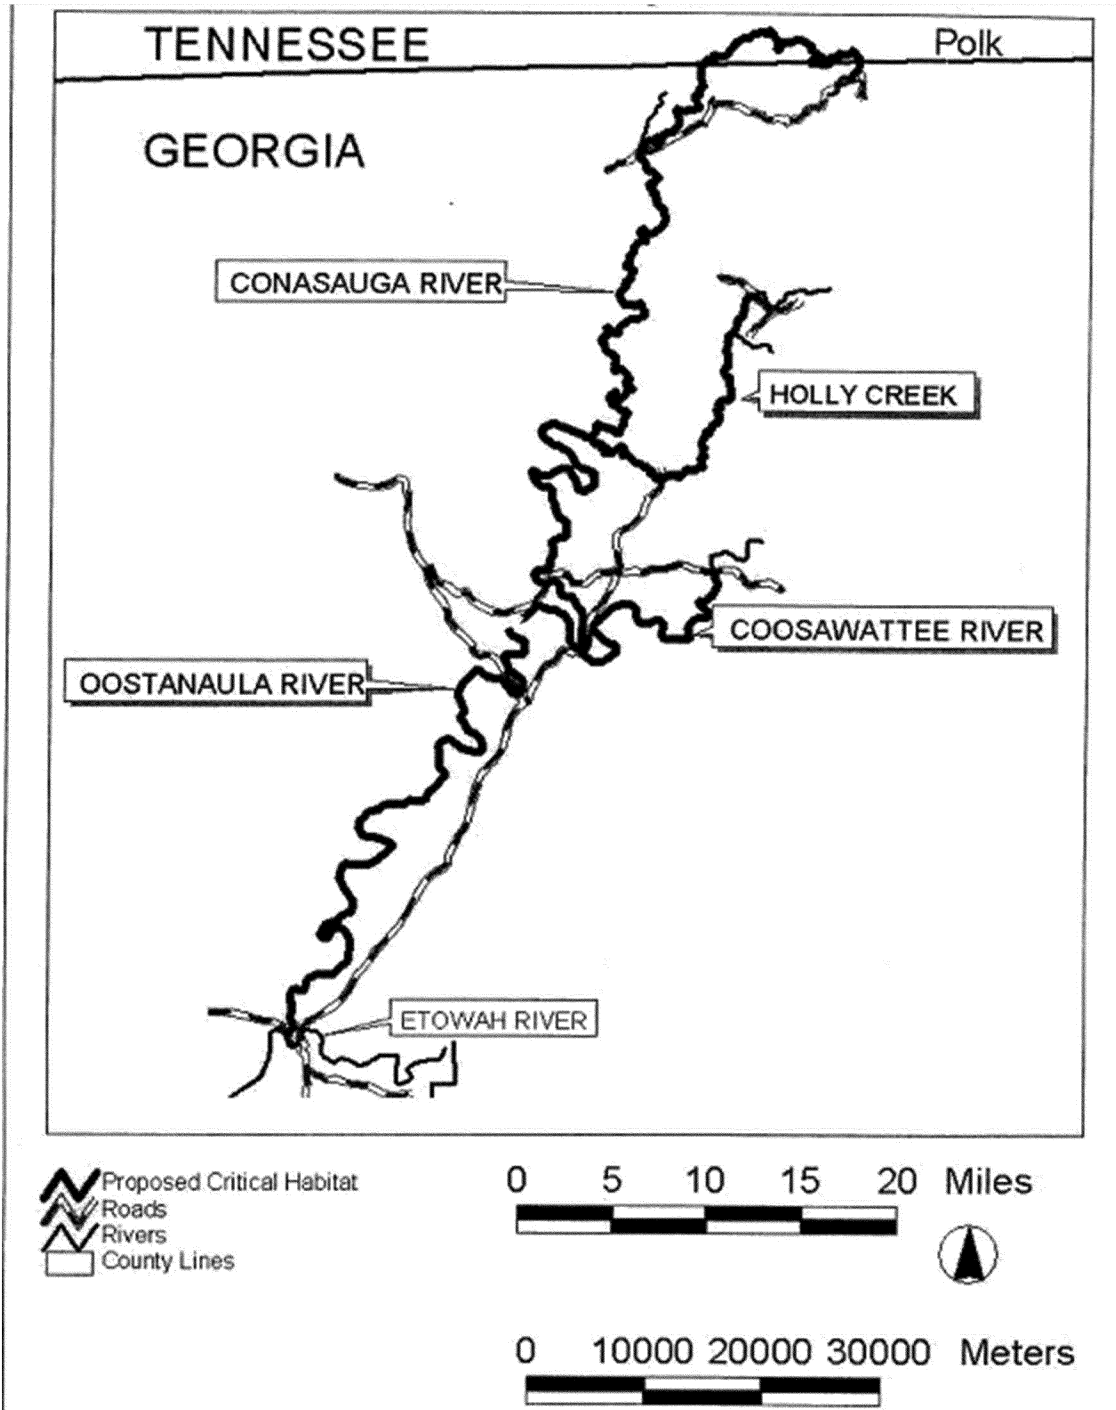 TENNESSEE
Polk
GEORGIA
CONASAUGA RIVER
HOLLY CREEK
COOSAWATTEE RIVER
OOSTANAULA RIVER
ETOWAH RIVER
Proposed Critical Habitat
Roads
Rivers
County Lines
0 5 10 15 20 Miles
0 10000 20000 30000 Meters